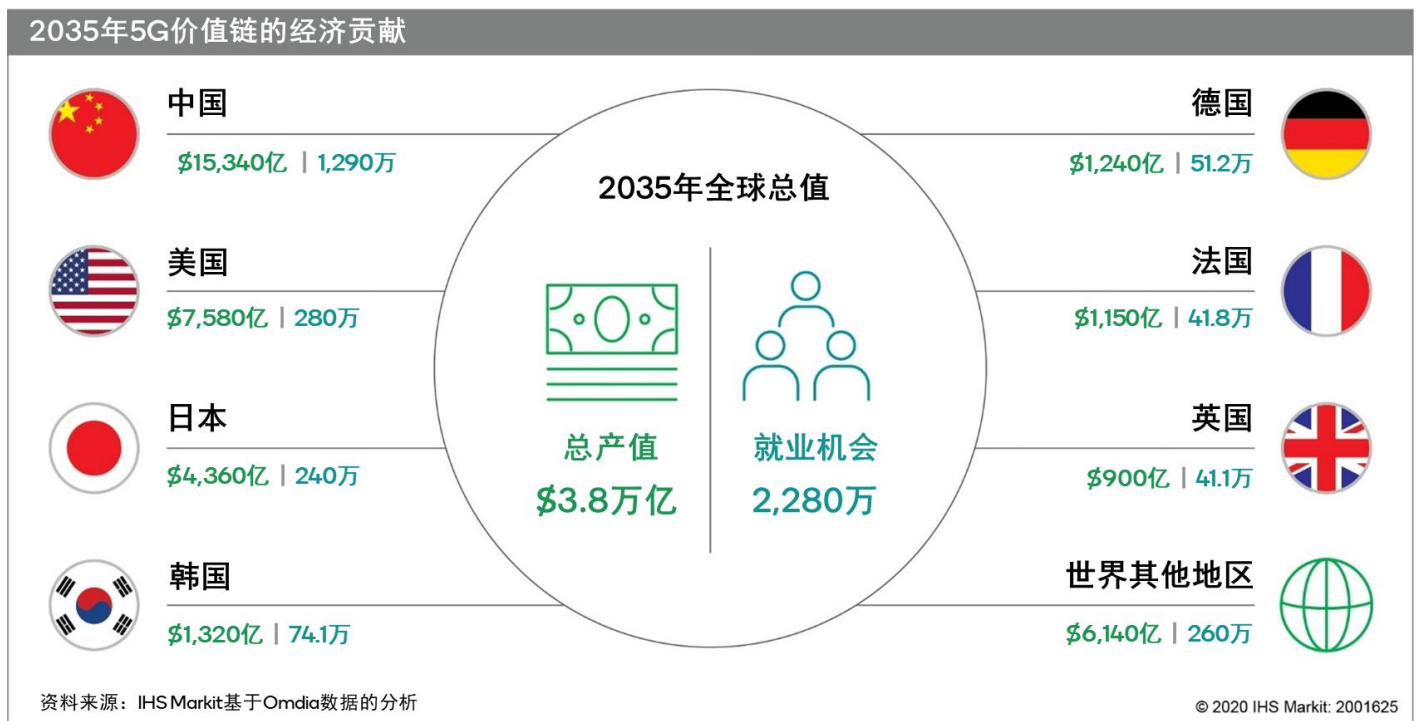 2035年5G价值链的经济贡献
中国
$15,340亿 | 1,290万
美国
$7,580亿 | 280万
日本
$4,360亿 | 240万
韩国
$1,320亿 | 74.1万
2035年全球总值
总产值
$3.8万亿
就业机会
2,280万
德国
$1,240亿 | 51.2万
法国
$1,150亿 | 41.8万
英国
$900亿 | 41.1万
世界其他地区
$6,140亿 | 260万
资料来源：IHS Markit基于Omdia数据的分析
© 2020 IHS Markit: 2001625